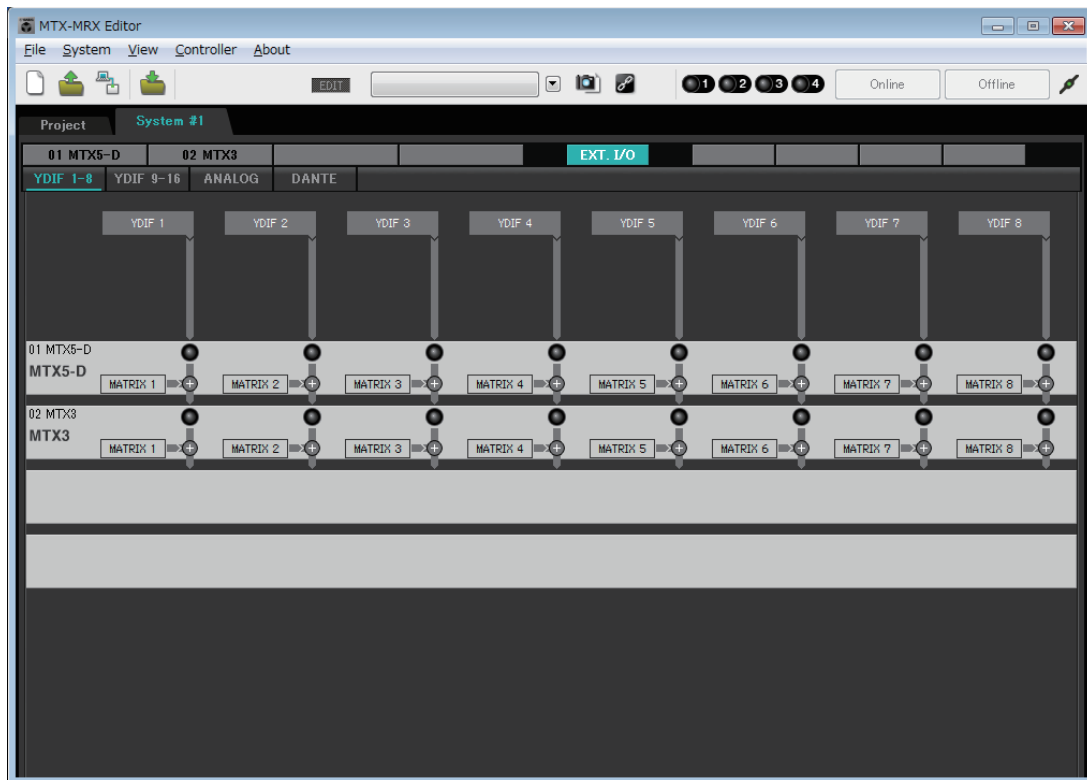 MTX-MRX Editor
File System View Controller About
EDIT 1 2 3 4 Online Offline
Project System #1
01 MTX5-D 02 MTX3 EXT. I/O
YDIF 1-8 YDIF 9-16 ANALOG DANTE
YDIF 1 YDIF 2 YDIF 3 YDIF 4 YDIF 5 YDIF 6 YDIF 7 YDIF 8
01 MTX5-D
MTX5-D
MATRIX 1 MATRIX 2 MATRIX 3 MATRIX 4 MATRIX 5 MATRIX 6 MATRIX 7 MATRIX 8
02 MTX3
MTX3
MATRIX 1 MATRIX 2 MATRIX 3 MATRIX 4 MATRIX 5 MATRIX 6 MATRIX 7 MATRIX 8